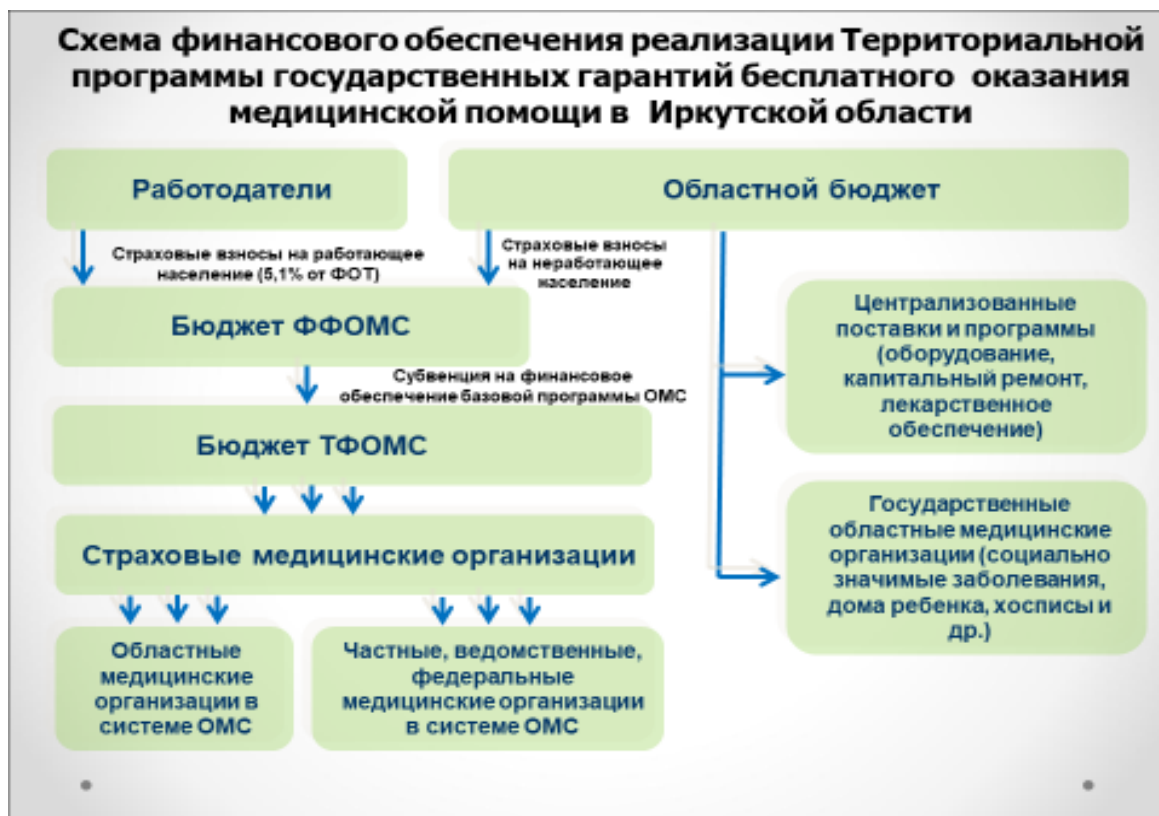 Схема финансового обеспечения реализации Территориальной
программы государственных гарантий бесплатного оказания
медицинской помощи в Иркутской области
Работодатели
Областной бюджет
Страховые взносы на работающее
население (5,1% от ФОТ)
Страховые взносы
на неработающее
население
Бюджет ФФОМС
Централизованные
поставки и программы
(оборудование,
капитальный ремонт,
лекарственное
обеспечение)
Субвенция на финансовое
обеспечение базовой программы ОМС
Бюджет ТФОМС
Государственные
областные медицинские
организации (социально
значимые заболевания,
дома ребенка, хосписы и
др.)
Страховые медицинские организации
Областные
медицинские
организации в
системе ОМС
Частные, ведомственные,
федеральные
медицинские организации
в системе ОМС